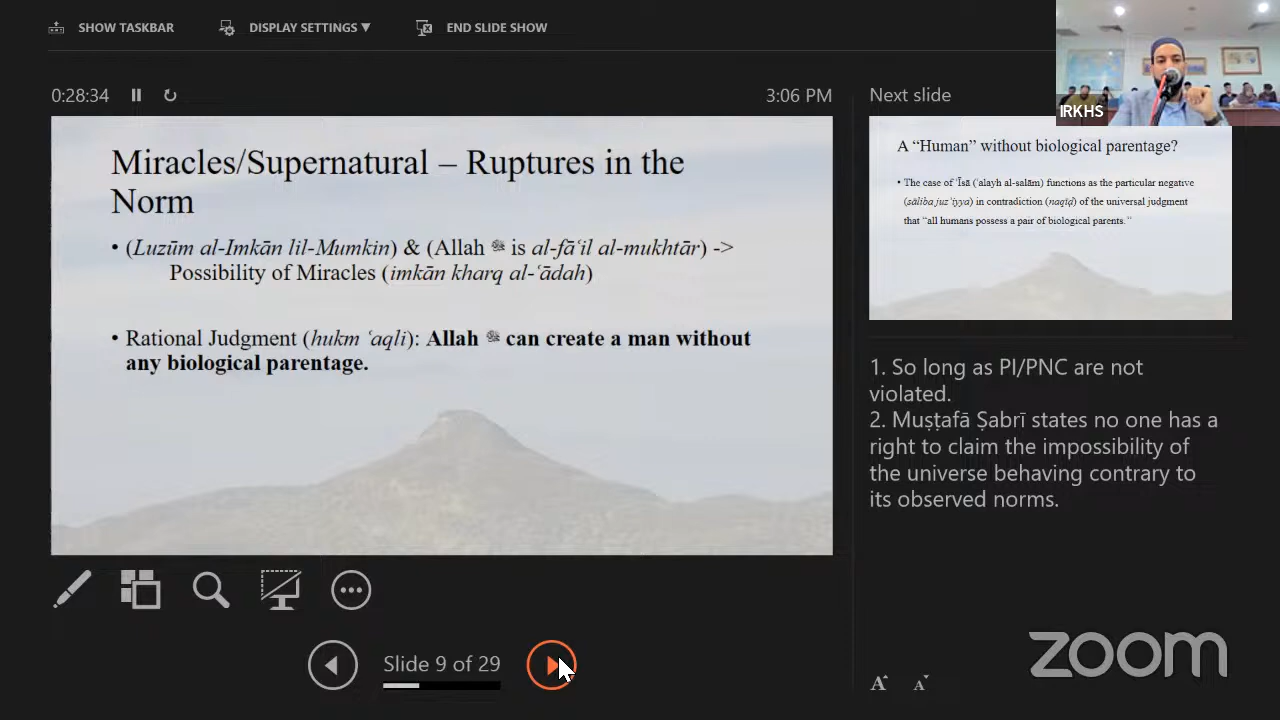 SHOW TASKBAR
DISPLAY SETTINGS ▼
END SLIDE SHOW
IRKHS
0:28:34
3:06 PM
Next slide
Miracles/Supernatural – Ruptures in the
Norm
• (Luzūm al-Imkān lil-Mumkin) & (Allah ﷻ is al-fāʿil al-mukhtār) ->
Possibility of Miracles (imkān kharq al-ʿādah)
• Rational Judgment (hukm ʿaqli): Allah ﷻ can create a man without
any biological parentage.
A “Human” without biological parentage?
• The case of ʿĪsā (ʿalayh al-salām) functions as the particular negative
(sāliba juzʾiyya) in contradiction (naqīḍ) of the universal judgment
that “all humans possess a pair of biological parents.”
1. So long as PI/PNC are not
violated.
2. Muṣṭafā Ṣabrī states no one has a
right to claim the impossibility of
the universe behaving contrary to
its observed norms.
Slide 9 of 29
A A
zoom